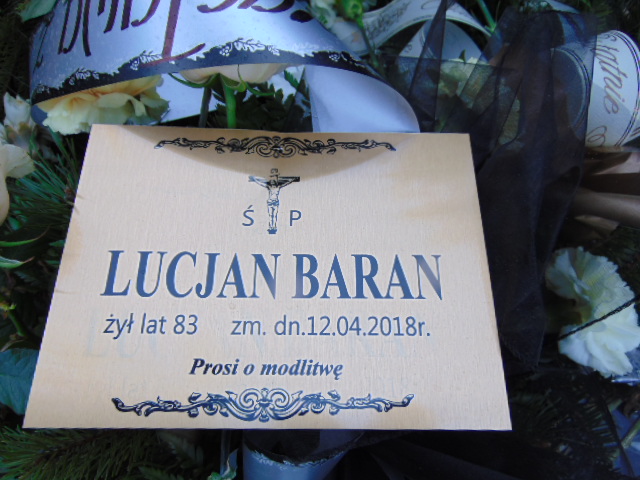 Ś P
LUCJAN BARAN
żył lat 83 zm. dn.12.04.2018r.
Prosi o modlitwę